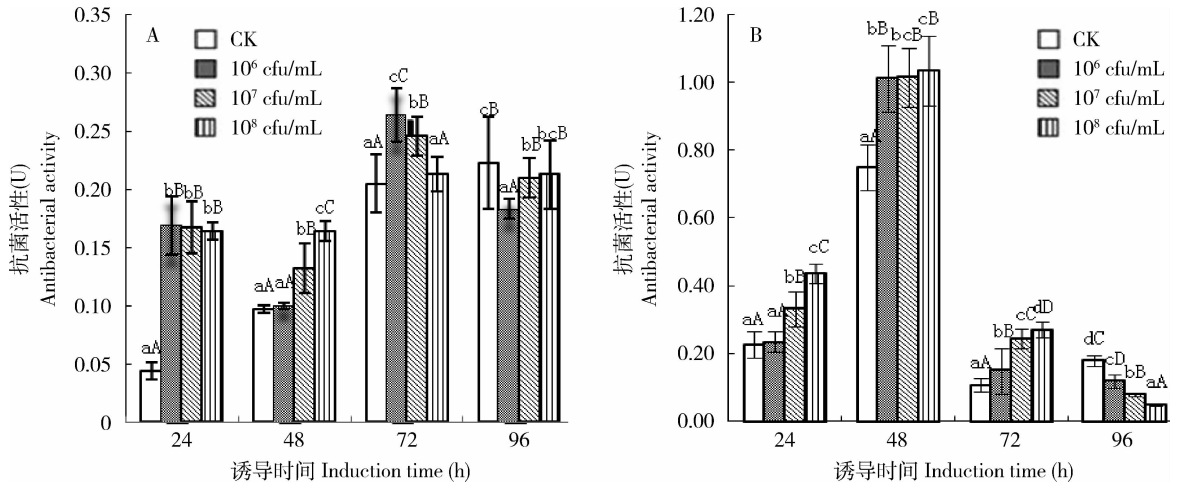 A
CK
10⁶ cfu/mL
10⁷ cfu/mL
10⁸ cfu/mL
0.35
0.30
0.25
0.20
0.15
0.10
0.05
0
抗菌活性(U)
Antibacterial activity
aA bB bB bB
aA aA bB cC
aA cC bB aA
cB aA bB bcB
24 48 72 96
诱导时间 Induction time (h)
B
CK
10⁶ cfu/mL
10⁷ cfu/mL
10⁸ cfu/mL
1.20
1.00
0.80
0.60
0.40
0.20
0.00
抗菌活性(U)
Antibacterial activity
aA aA bB cC
aA bB bcB cB
aA bB cC dD
dC cD bB aA
24 48 72 96
诱导时间 Induction time (h)